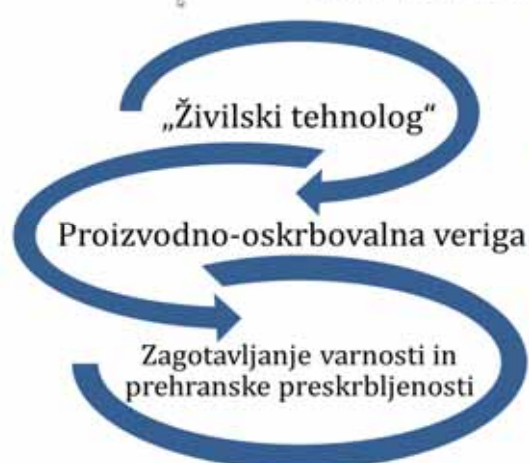 „Živilski tehnolog“
Proizvodno-oskrbovalna veriga
Zagotavljanje varnosti in
prehranske preskrbljenosti